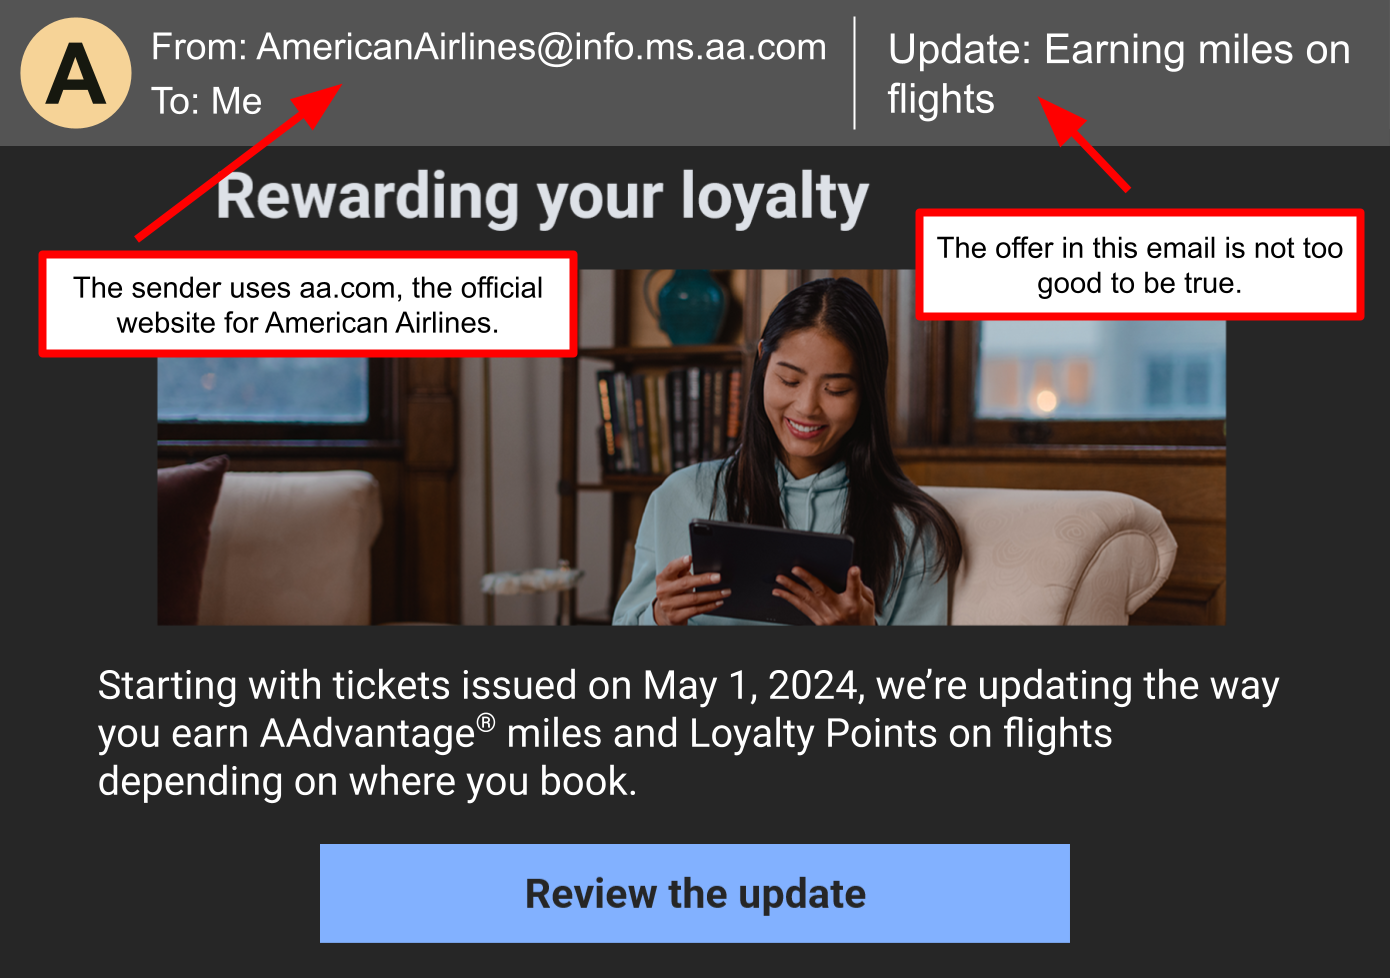 A
From: AmericanAirlines@info.ms.aa.com
To: Me
Update: Earning miles on
flights
Rewarding your loyalty
The sender uses aa.com, the official
website for American Airlines.
The offer in this email is not too
good to be true.
Starting with tickets issued on May 1, 2024, we’re updating the way
you earn AAdvantage® miles and Loyalty Points on flights
depending on where you book.
Review the update